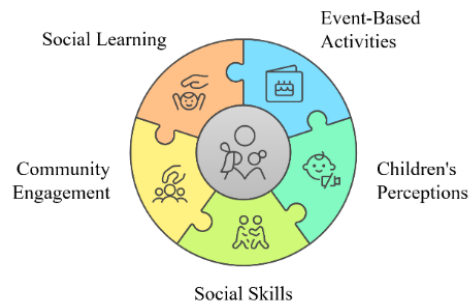 Social Learning
Event-Based
Activities
Community
Engagement
Children's
Perceptions
Social Skills